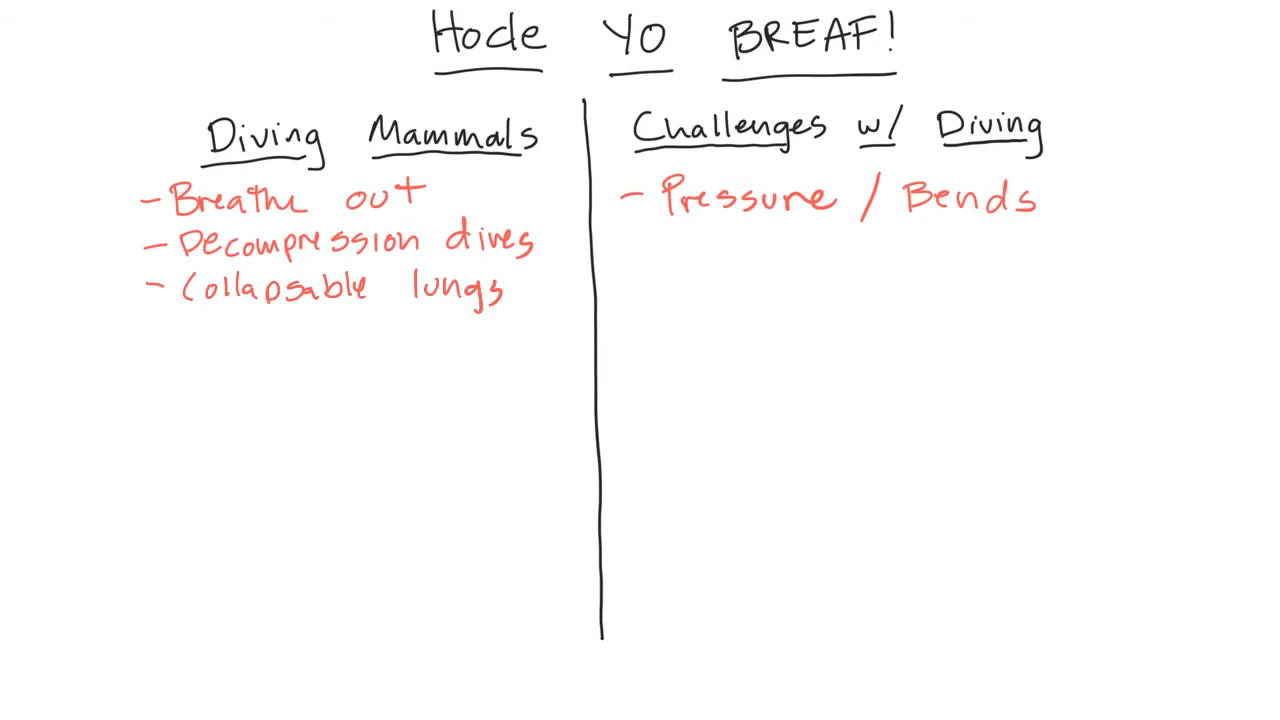 Hode Yo BREAF!
Diving Mammals
- Breathe out
- Decompression dives
- Collapsable lungs
Challenges w/ Diving
- Pressure / Bends